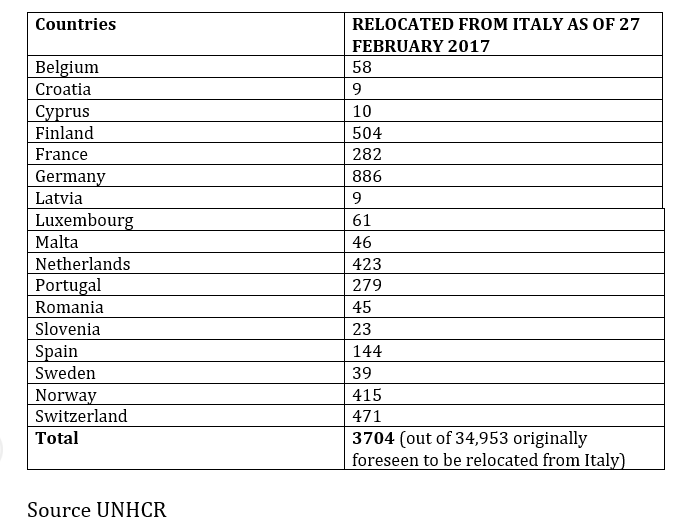 Countries RELOCATED FROM ITALY AS OF 27
FEBRUARY 2017
Belgium 58
Croatia 9
Cyprus 10
Finland 504
France 282
Germany 886
Latvia 9
Luxembourg 61
Malta 46
Netherlands 423
Portugal 279
Romania 45
Slovenia 23
Spain 144
Sweden 39
Norway 415
Switzerland 471
Total 3704 (out of 34,953 originally
foreseen to be relocated from Italy)
Source UNHCR